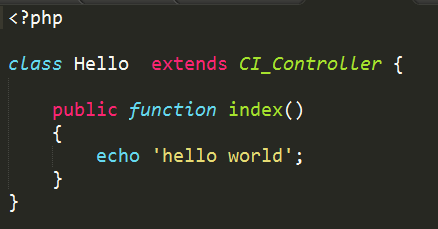 <?php
class Hello  extends CI_Controller {
    public function index()
    {
        echo 'hello world';
    }
}